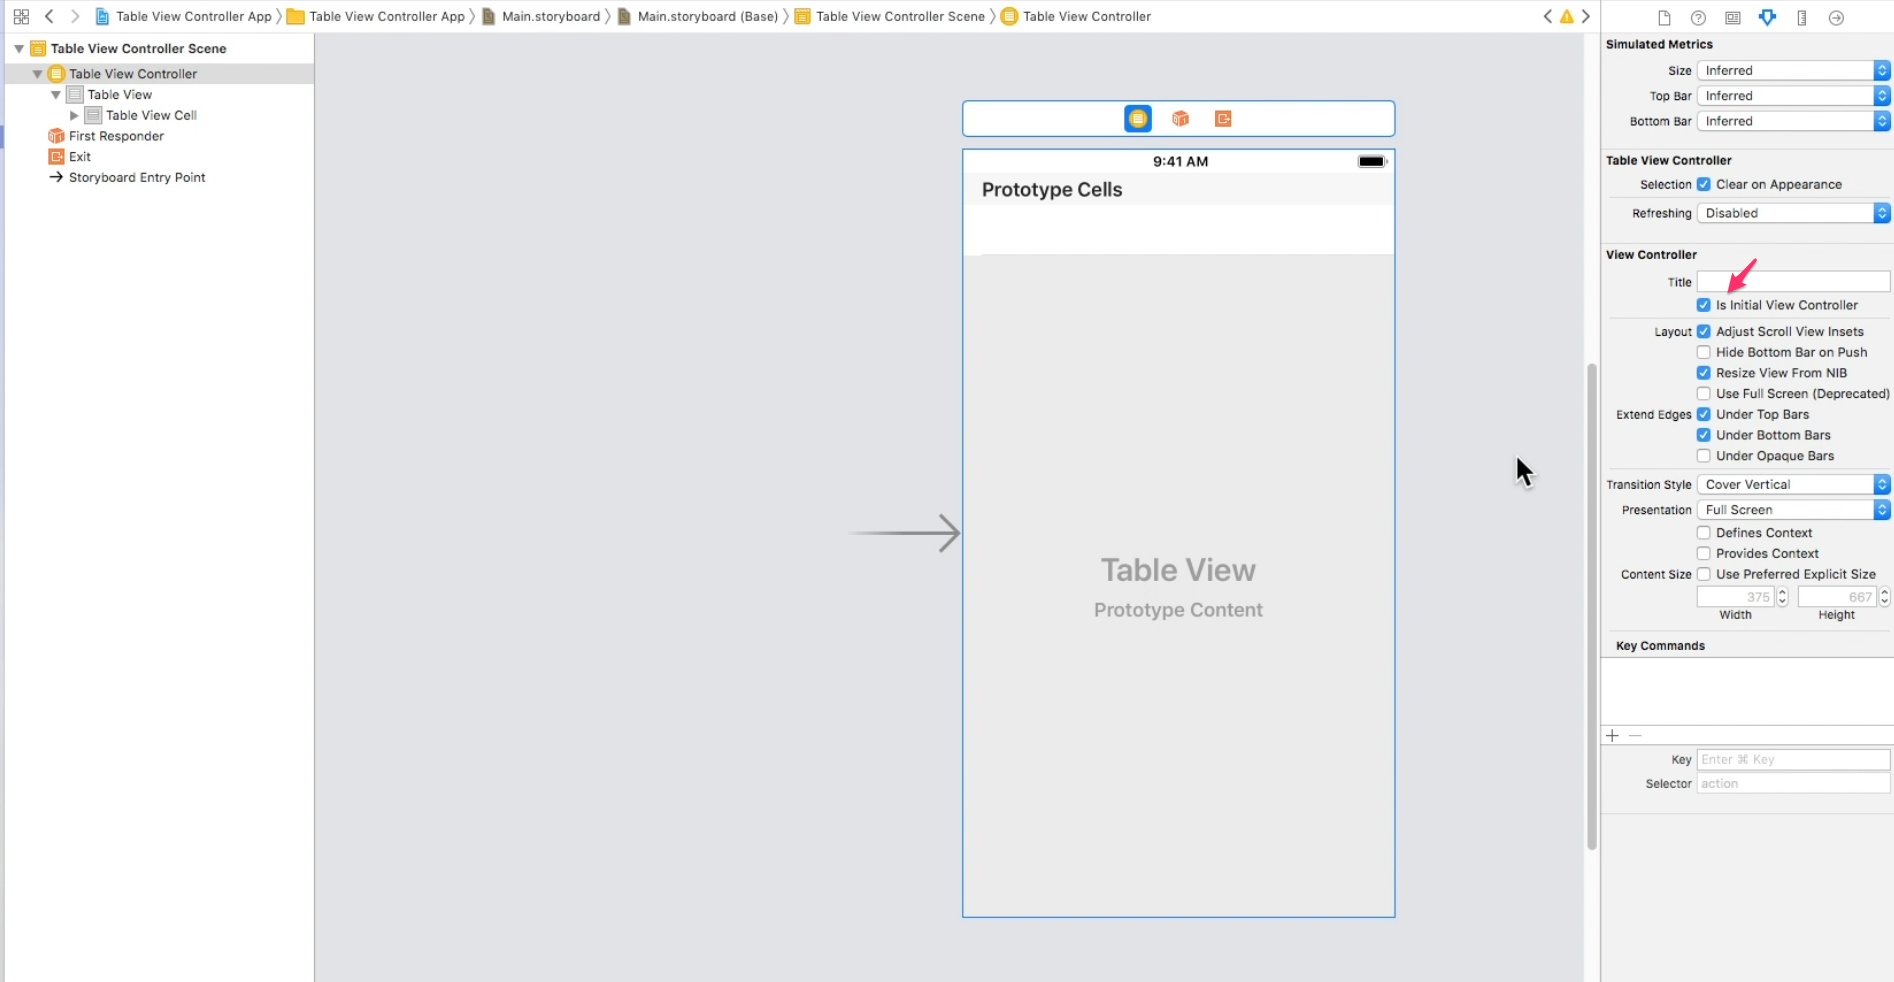 Table View Controller App Table View Controller App Main.storyboard Main.storyboard (Base) Table View Controller Scene Table View Controller
Table View Controller Scene
Table View Controller
Table View
Table View Cell
First Responder
Exit
Storyboard Entry Point
9:41 AM
Prototype Cells
Table View
Prototype Content
Simulated Metrics
Size Inferred
Top Bar Inferred
Bottom Bar Inferred
Table View Controller
Selection Clear on Appearance
Refreshing Disabled
View Controller
Title
Is Initial View Controller
Layout Adjust Scroll View Insets
Hide Bottom Bar on Push
Resize View From NIB
Use Full Screen (Deprecated)
Extend Edges Under Top Bars
Under Bottom Bars
Under Opaque Bars
Transition Style Cover Vertical
Presentation Full Screen
Defines Context
Provides Context
Content Size Use Preferred Explicit Size
375 667
Width Height
Key Commands
Key Enter ⌘ Key
Selector action